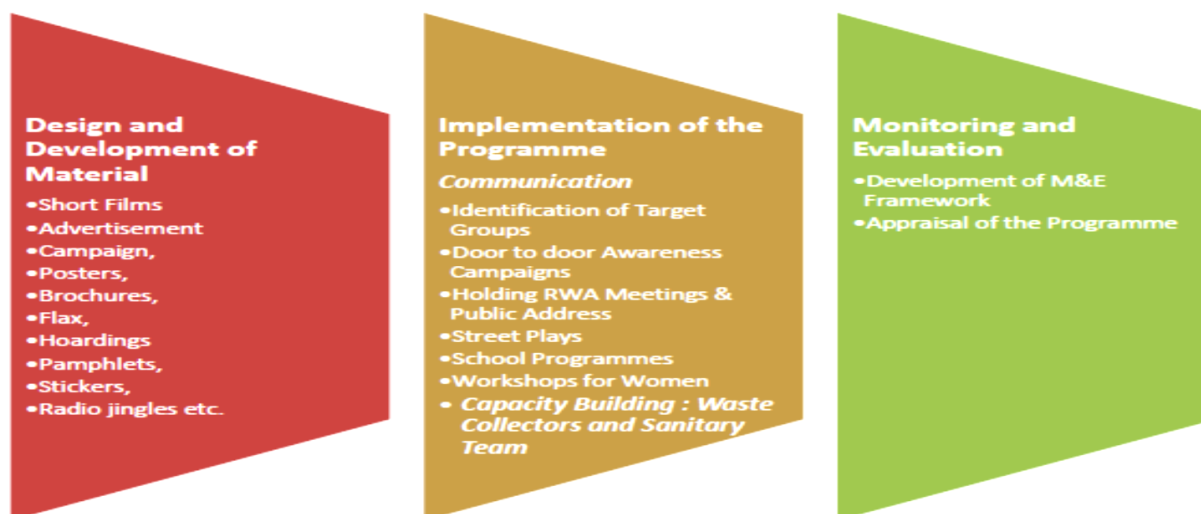 Design and
Development of
Material
•Short Films
•Advertisement
•Campaign,
•Posters,
•Brochures,
•Flax,
•Hoardings
•Pamphlets,
•Stickers,
•Radio jingles etc.
Implementation of the
Programme
Communication
•Identification of Target
Groups
•Door to door Awareness
Campaigns
•Holding RWA Meetings &
Public Address
•Street Plays
•School Programmes
•Workshops for Women
• Capacity Building : Waste
Collectors and Sanitary
Team
Monitoring and
Evaluation
•Development of M&E
Framework
•Appraisal of the Programme